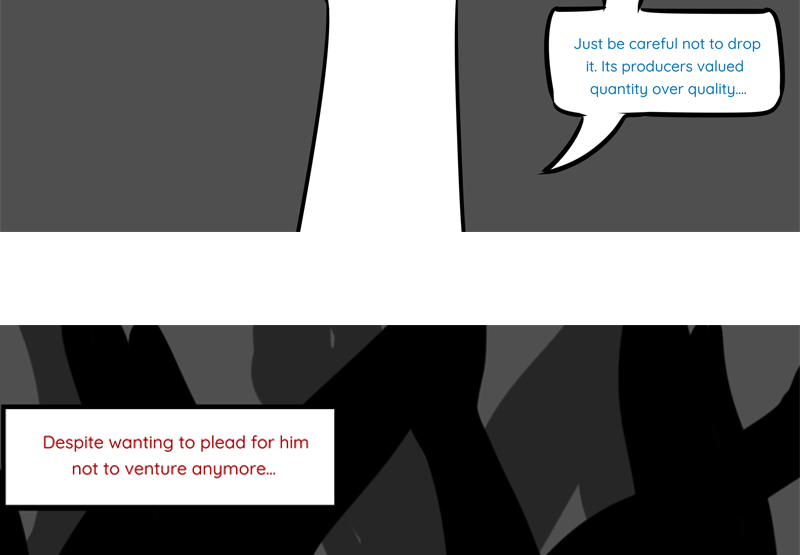 Just be careful not to drop
it. Its producers valued
quantity over quality....
Despite wanting to plead for him
not to venture anymore...